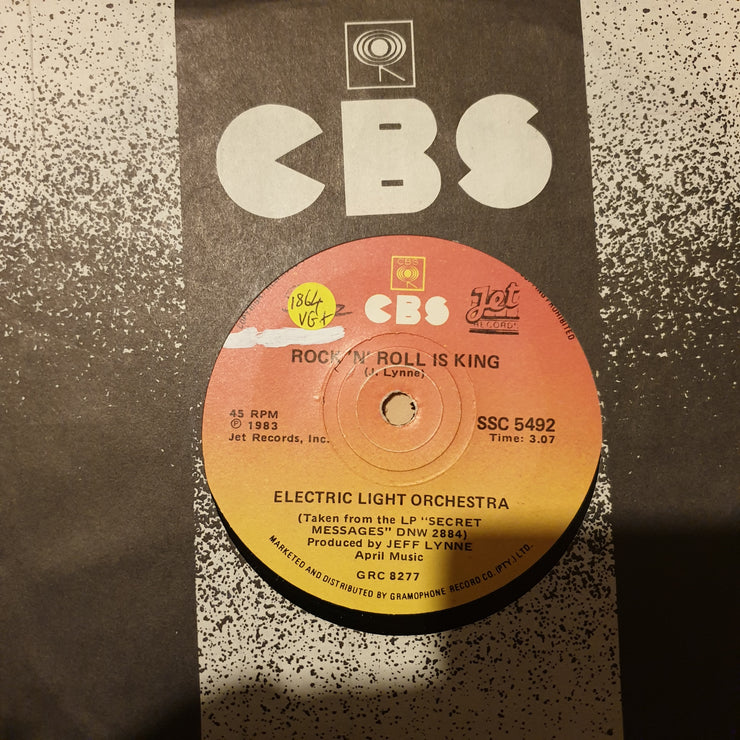 CBS
CBS
CBS
Jet
RECORDS
1864
VG+
ROCK 'N' ROLL IS KING
(J. Lynne)
45 RPM
Ⓟ 1983
Jet Records, Inc.
SSC 5492
Time: 3.07
ELECTRIC LIGHT ORCHESTRA
(Taken from the LP "SECRET
MESSAGES" DNW 2884)
Produced by JEFF LYNNE
April Music
GRC 8277
MARKETED AND DISTRIBUTED BY GRAMOPHONE RECORD CO. (PTY.) LTD.
PROHIBITED